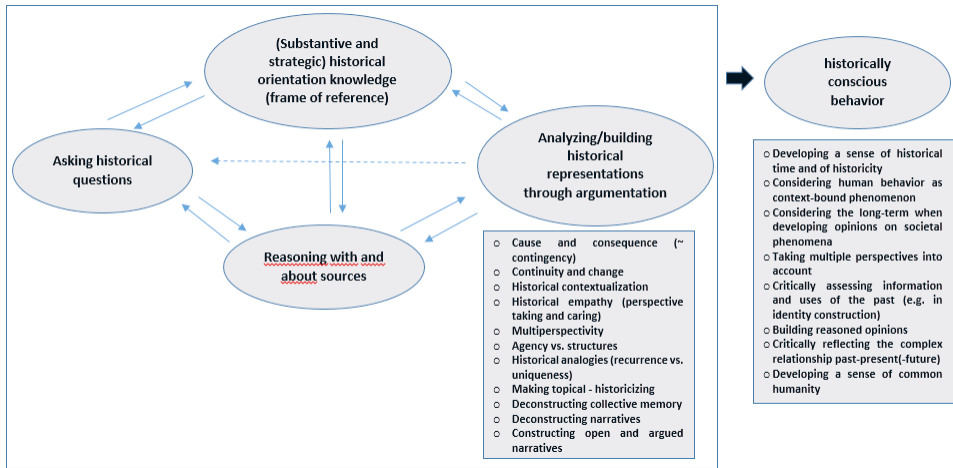 (Substantive and
strategic) historical
orientation knowledge
(frame of reference)
Asking historical
questions
Analyzing/building
historical
representations
through argumentation
Reasoning with and
about sources
o Cause and consequence (~
contingency)
o Continuity and change
o Historical contextualization
o Historical empathy (perspective
taking and caring)
o Multiperspectivity
o Agency vs. structures
o Historical analogies (recurrence vs.
uniqueness)
o Making topical - historicizing
o Deconstructing collective memory
o Deconstructing narratives
o Constructing open and argued
narratives
historically
conscious
behavior
o Developing a sense of historical
time and of historicity
o Considering human behavior as
context-bound phenomenon
o Considering the long-term when
developing opinions on societal
phenomena
o Taking multiple perspectives into
account
o Critically assessing information
and uses of the past (e.g. in
identity construction)
o Building reasoned opinions
o Critically reflecting the complex
relationship past-present(-future)
o Developing a sense of common
humanity